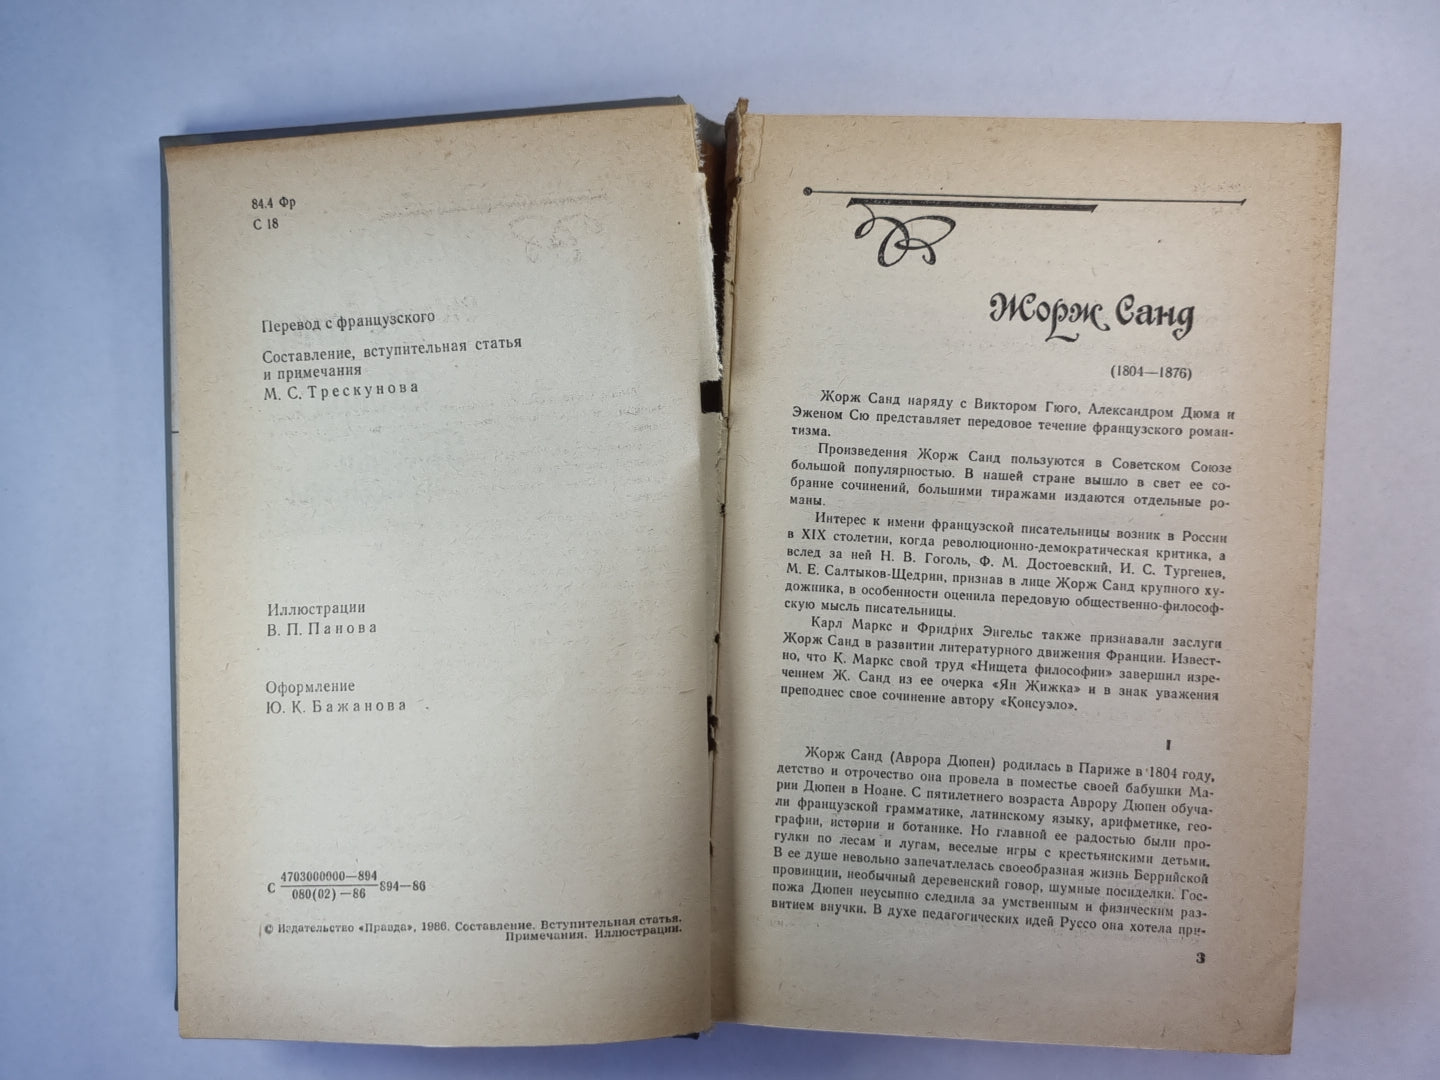 84.4 Фр
С 18
Перевод с французского
Составление, вступительная статья
и примечания
М. С. Трескунова
Иллюстрации
В. П. Панова
Оформление
Ю. К. Бажанова
С 4703000000—894
080(02)—86 894—86
© Издательство «Правда», 1986. Составление. Вступительная статья.
Примечания. Иллюстрации.
Жорж Санд
(1804—1876)
Жорж Санд наряду с Виктором Гюго, Александром Дюма и
Эженом Сю представляет передовое течение французского роман-
тизма.
Произведения Жорж Санд пользуются в Советском Союзе
большой популярностью. В нашей стране вышло в свет ее со-
брание сочинений, большими тиражами издаются отдельные ро-
маны.
Интерес к имени французской писательницы возник в России
в XIX столетии, когда революционно-демократическая критика, а
вслед за ней Н. В. Гоголь, Ф. М. Достоевский, И. С. Тургенев,
М. Е. Салтыков-Щедрин, признав в лице Жорж Санд крупного ху-
дожника, в особенности оценила передовую общественно-философ-
скую мысль писательницы.
Карл Маркс и Фридрих Энгельс также признавали заслуги
Жорж Санд в развитии литературного движения Франции. Извест-
но, что К. Маркс свой труд «Нищета философии» завершил изре-
чением Ж. Санд из ее очерка «Ян Жижка» и в знак уважения
преподнес свое сочинение автору «Консуэло».
I
Жорж Санд (Аврора Дюпен) родилась в Париже в 1804 году,
детство и отрочество она провела в поместье своей бабушки Ма-
рии Дюпен в Ноане. С пятилетнего возраста Аврору Дюпен обуча-
ли французской грамматике, латинскому языку, арифметике, гео-
графии, истории и ботанике. Но главной ее радостью были про-
гулки по лесам и лугам, веселые игры с крестьянскими детьми.
В ее душе невольно запечатлелась своеобразная жизнь Беррийской
провинции, необычный деревенский говор, шумные посиделки. Гос-
пожа Дюпен неусыпно следила за умственным и физическим раз-
витием внучки. В духе педагогических идей Руссо она хотела при-
3